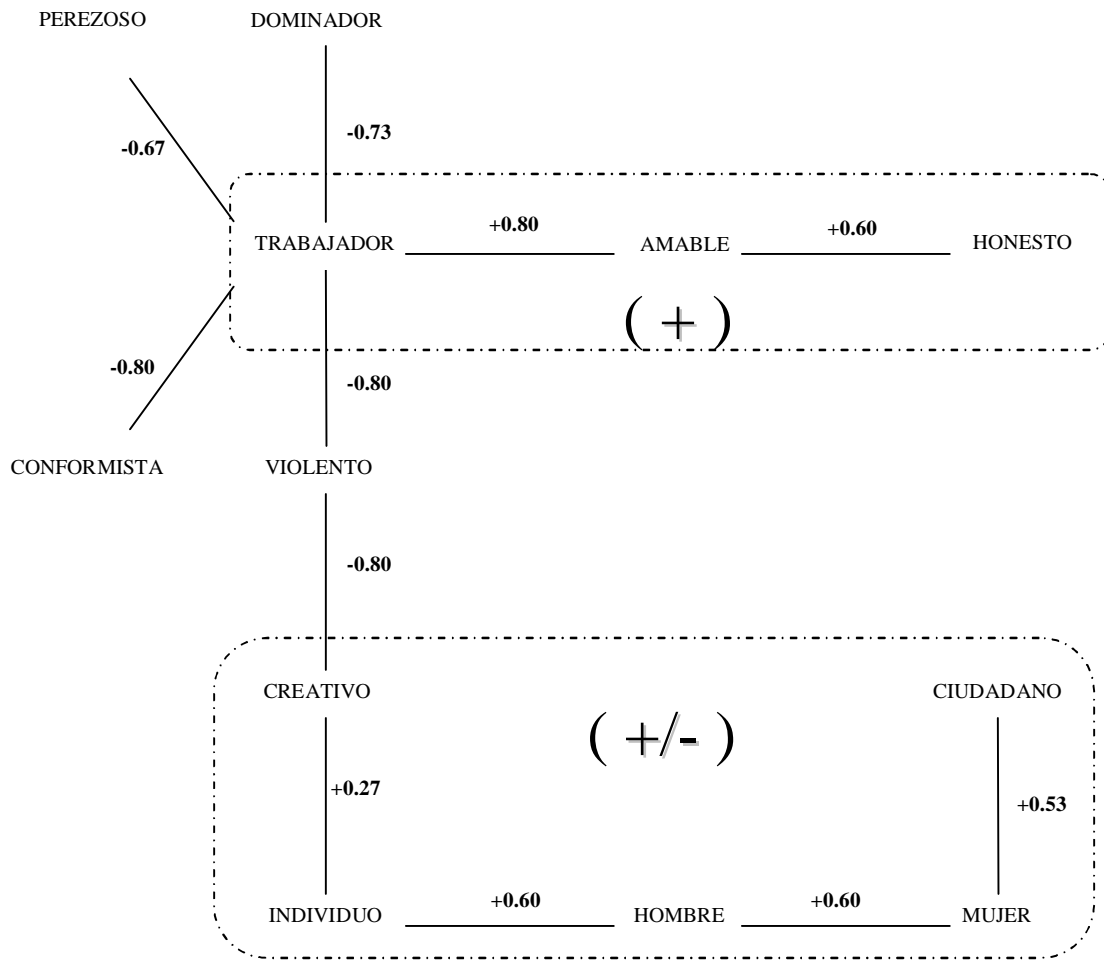 PEREZOSO
DOMINADOR
-0.67
-0.73
TRABAJADOR
+0.80
AMABLE
+0.60
HONESTO
( + )
-0.80
-0.80
CONFORMISTA
VIOLENTO
-0.80
CREATIVO
CIUDADANO
( +/- )
+0.27
+0.53
INDIVIDUO
+0.60
HOMBRE
+0.60
MUJER